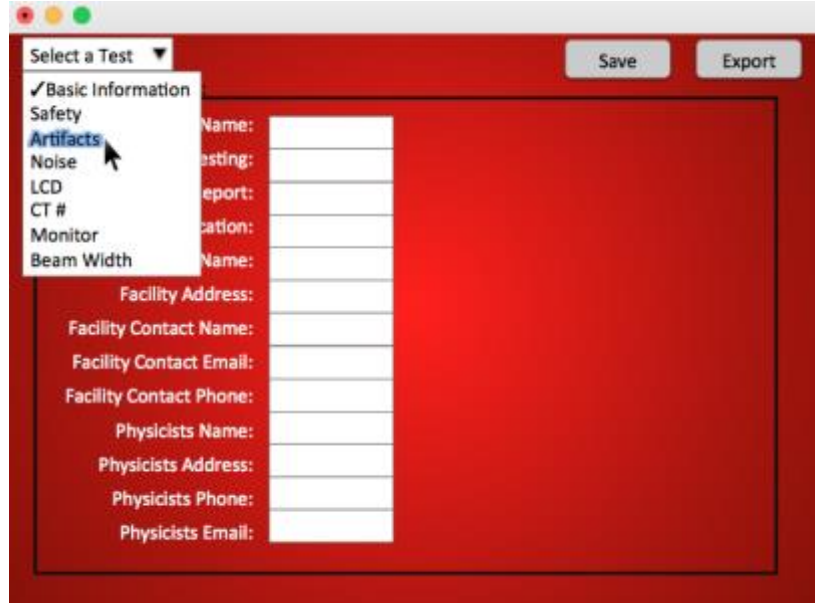 Select a Test ▼
Save
Export
✓Basic Information
Safety
Artifacts
Noise
LCD
CT #
Monitor
Beam Width
Name:
esting:
eport:
cation:
Name:
Facility Address:
Facility Contact Name:
Facility Contact Email:
Facility Contact Phone:
Physicists Name:
Physicists Address:
Physicists Phone:
Physicists Email: